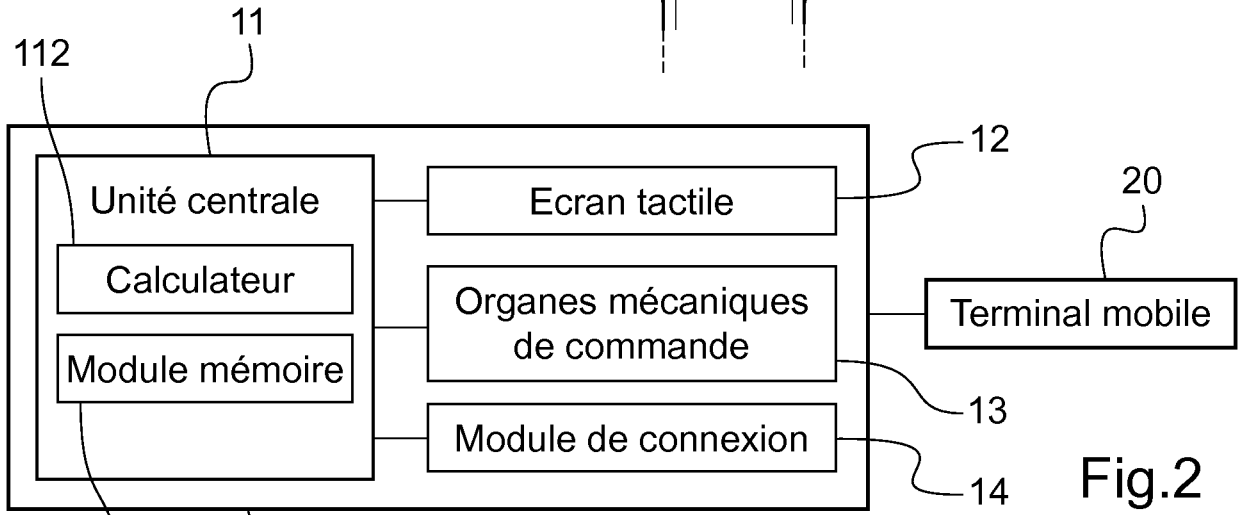 11
112
12
Unité centrale
Ecran tactile
20
Calculateur
Organes mécaniques
de commande
Terminal mobile
Module mémoire
13
Module de connexion
14
Fig.2